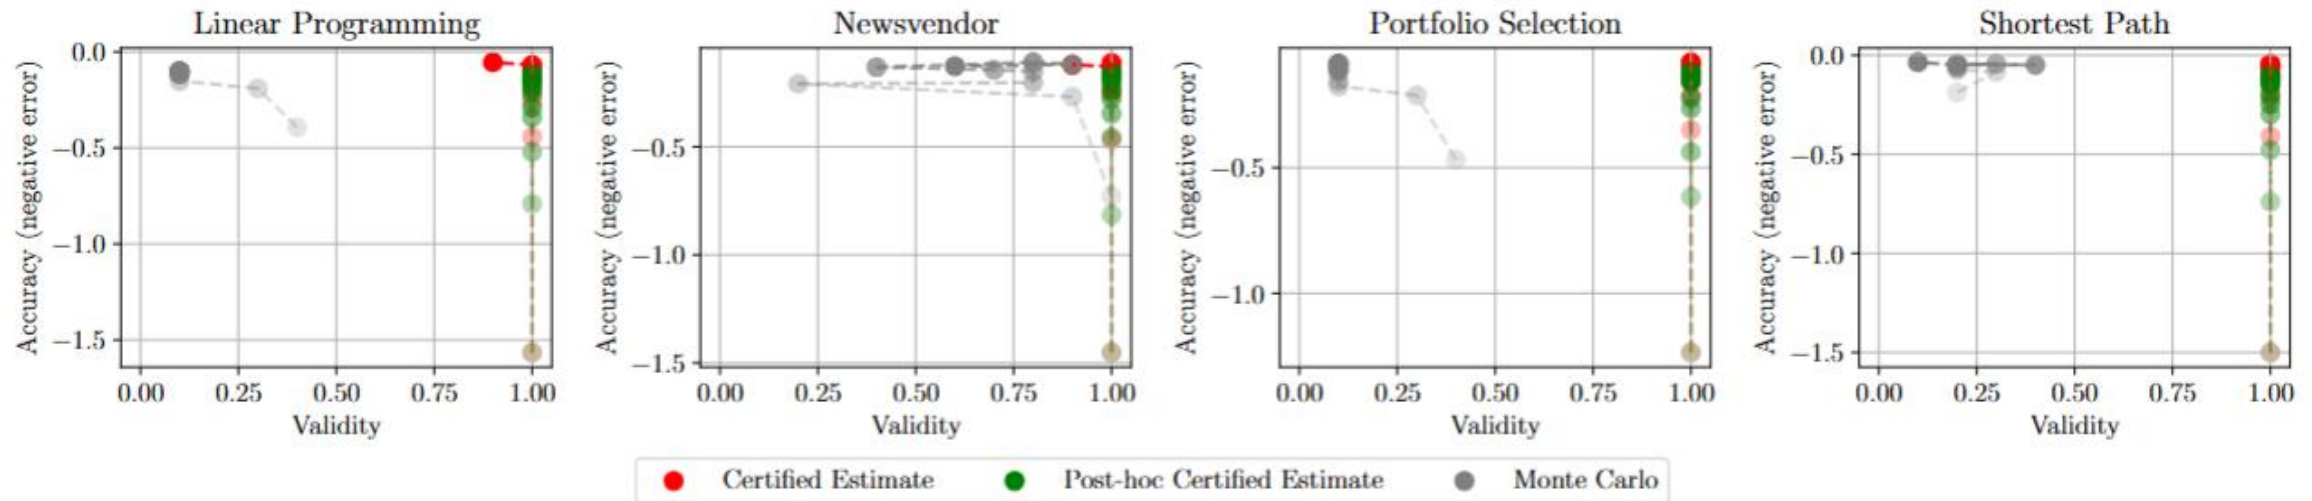 Linear Programming
Newsvendor
Portfolio Selection
Shortest Path
Accuracy (negative error)
0.0
−0.5
−1.0
−1.5
0.00 0.25 0.50 0.75 1.00
Validity
Accuracy (negative error)
−0.5
−1.0
−1.5
0.00 0.25 0.50 0.75 1.00
Validity
Accuracy (negative error)
−0.5
−1.0
0.00 0.25 0.50 0.75 1.00
Validity
Accuracy (negative error)
0.0
−0.5
−1.0
−1.5
0.00 0.25 0.50 0.75 1.00
Validity
Certified Estimate Post-hoc Certified Estimate Monte Carlo